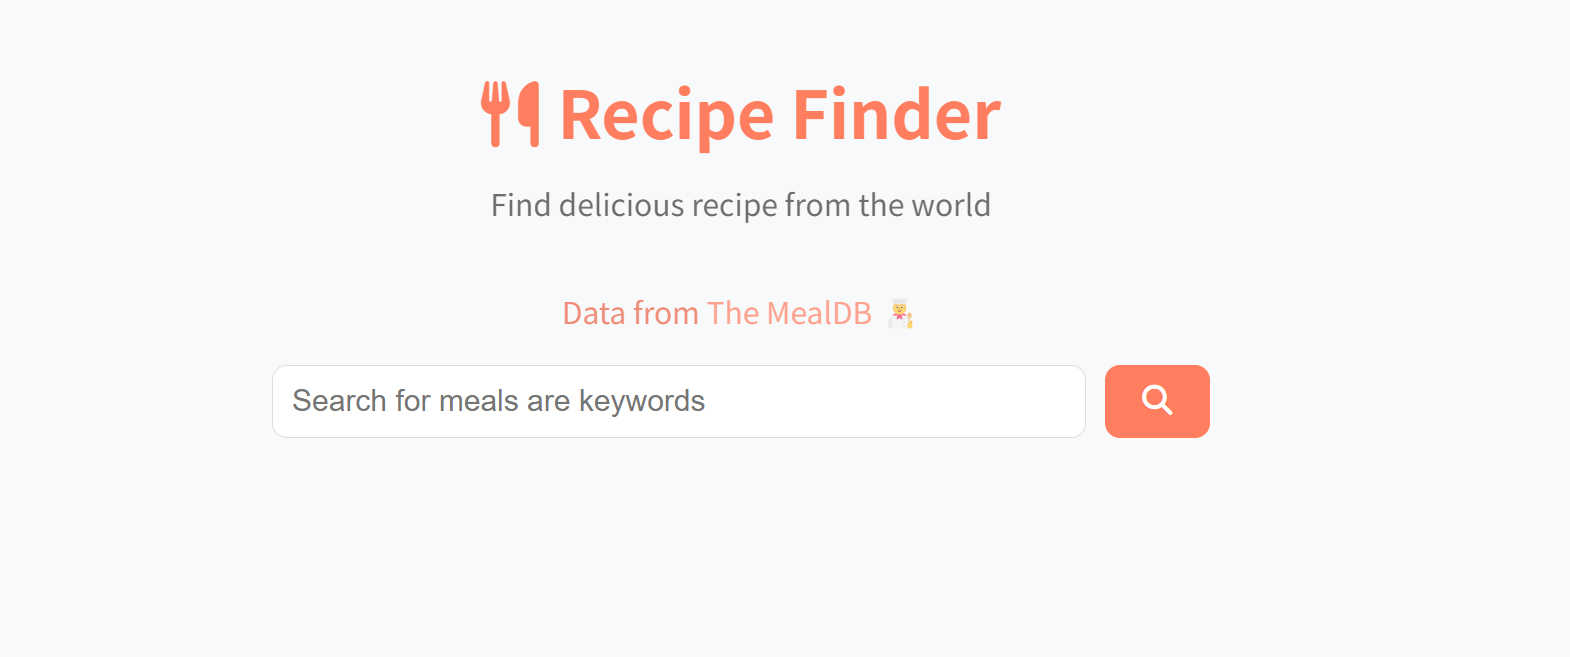 Recipe Finder
Find delicious recipe from the world
Data from The MealDB
Search for meals are keywords